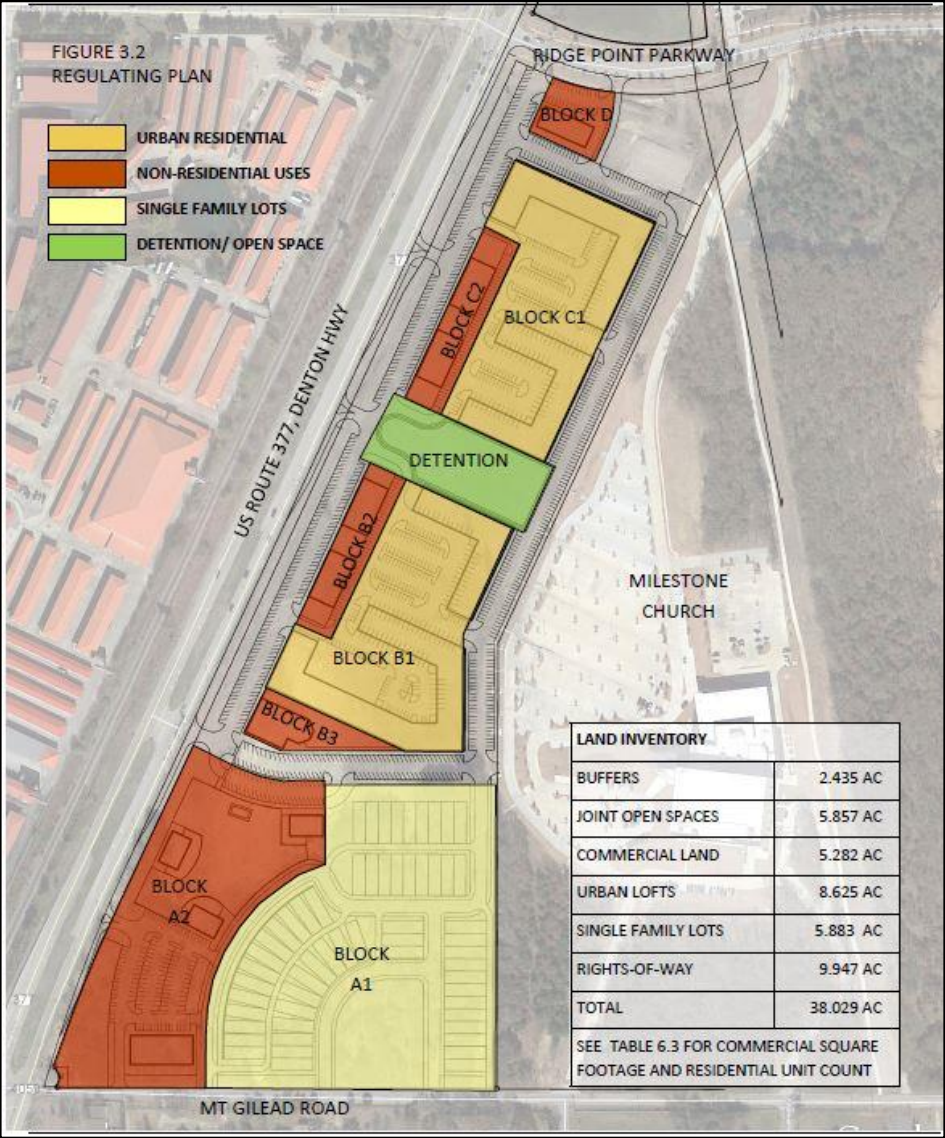 FIGURE 3.2
REGULATING PLAN
URBAN RESIDENTIAL
NON-RESIDENTIAL USES
SINGLE FAMILY LOTS
DETENTION/ OPEN SPACE
RIDGE POINT PARKWAY
BLOCK D
US ROUTE 377, DENTON HWY
BLOCK C2
BLOCK C1
DETENTION
BLOCK B2
MILESTONE
CHURCH
BLOCK B1
BLOCK B3
BLOCK
A2
BLOCK
A1
LAND INVENTORY
BUFFERS 2.435 AC
JOINT OPEN SPACES 5.857 AC
COMMERCIAL LAND 5.282 AC
URBAN LOFTS 8.625 AC
SINGLE FAMILY LOTS 5.883 AC
RIGHTS-OF-WAY 9.947 AC
TOTAL 38.029 AC
SEE TABLE 6.3 FOR COMMERCIAL SQUARE
FOOTAGE AND RESIDENTIAL UNIT COUNT
MT GILEAD ROAD